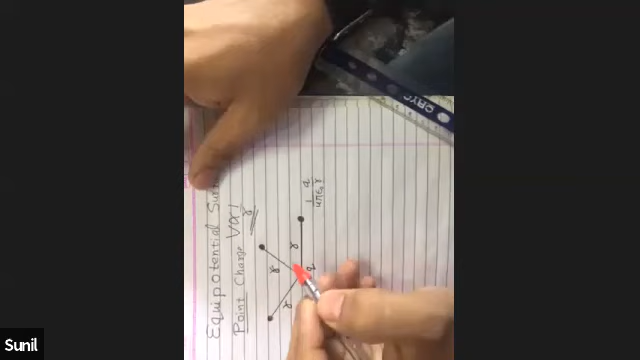 Equipotential Sur
Point Charge V∝1/r
r
r
r
q
1/4πε₀ q/r
Sunil